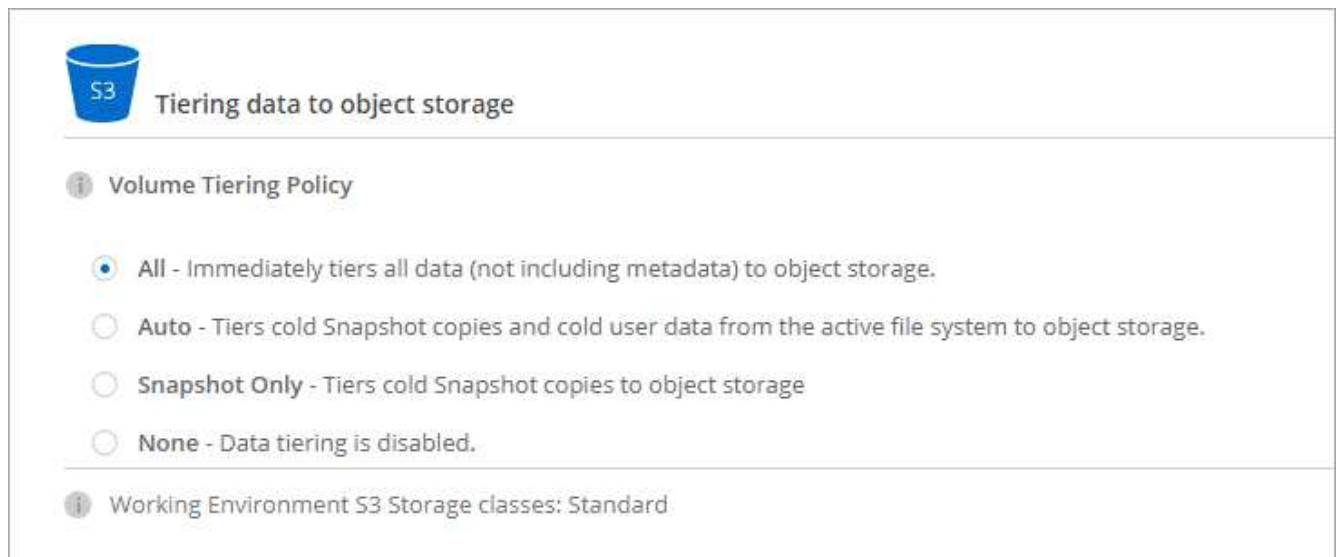 S3
Tiering data to object storage
Volume Tiering Policy
All - Immediately tiers all data (not including metadata) to object storage.
Auto - Tiers cold Snapshot copies and cold user data from the active file system to object storage.
Snapshot Only - Tiers cold Snapshot copies to object storage
None - Data tiering is disabled.
Working Environment S3 Storage classes: Standard